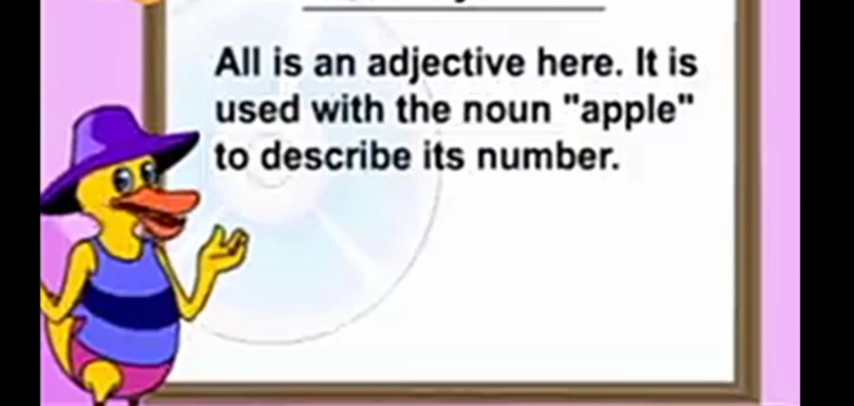 All is an adjective here. It is
used with the noun "apple"
to describe its number.